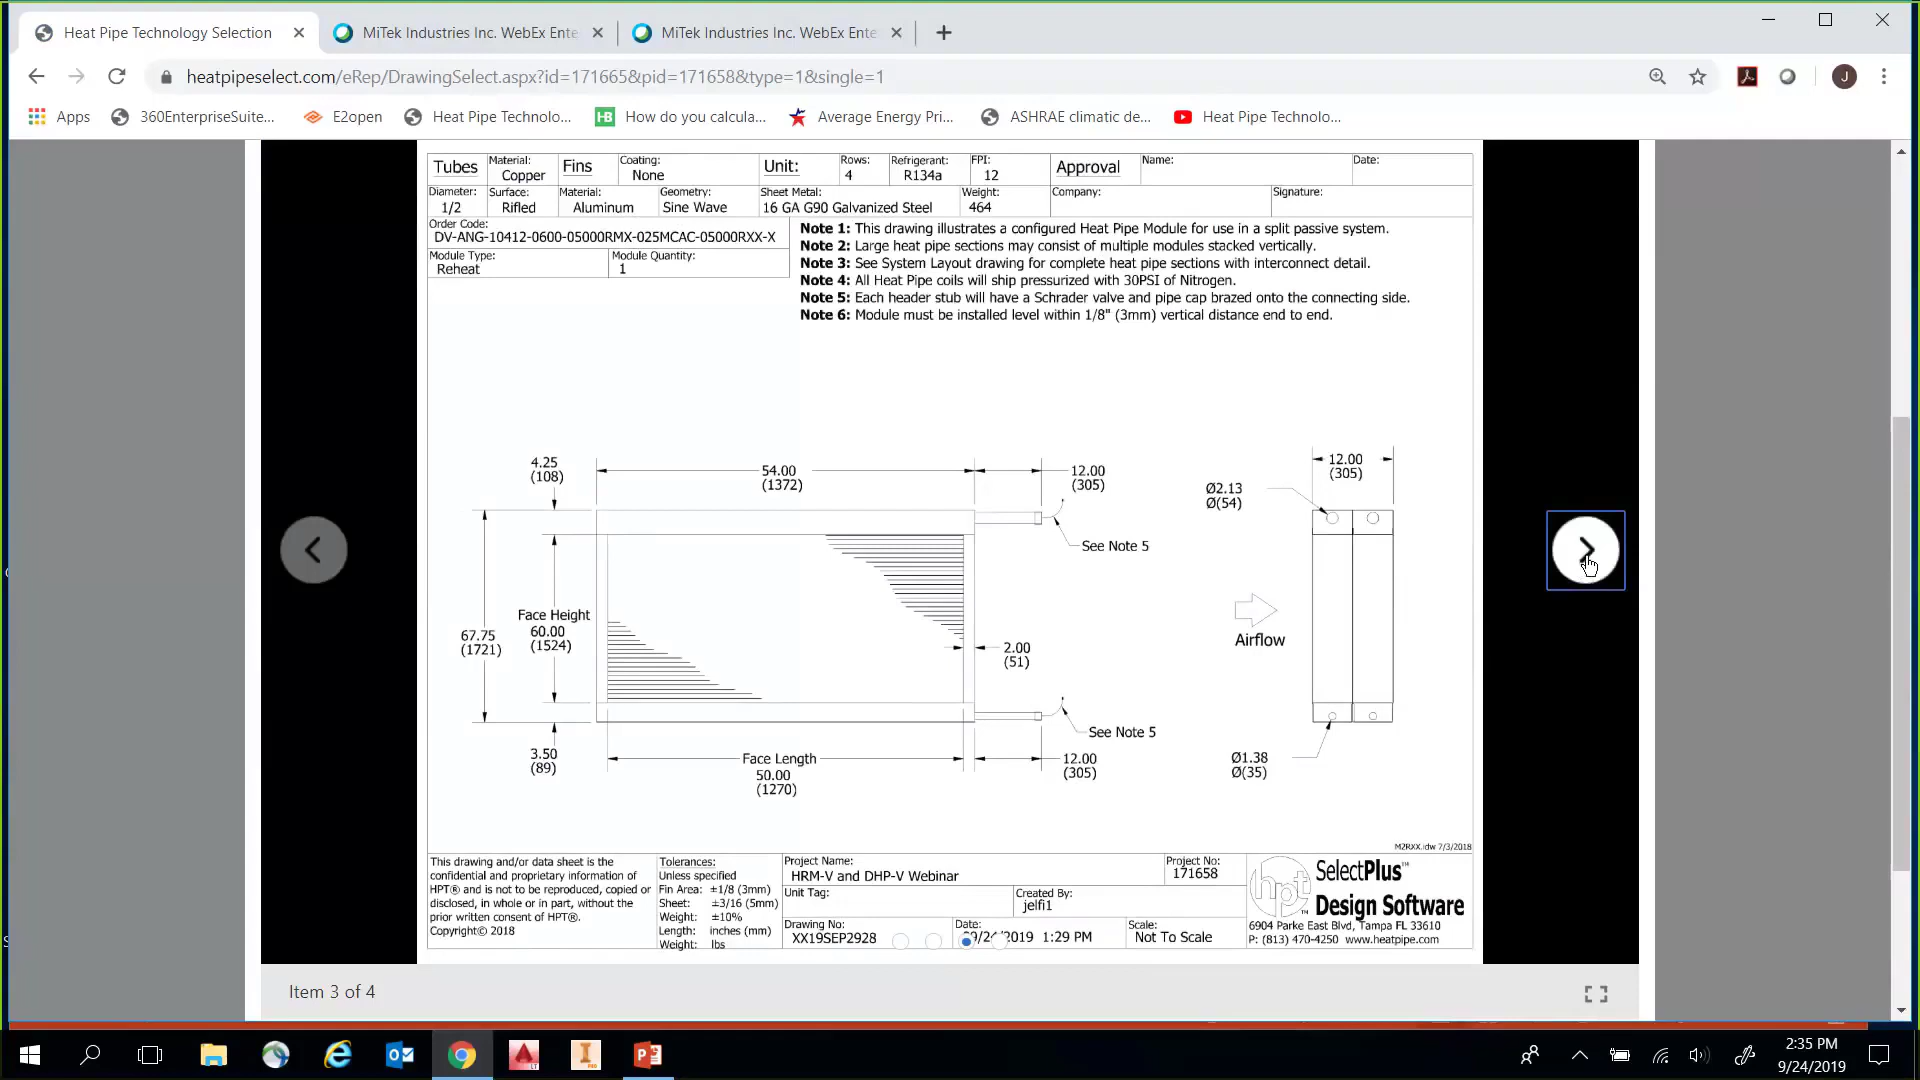 Heat Pipe Technology Selection
MiTek Industries Inc. WebEx Ente
MiTek Industries Inc. WebEx Ente
heatpipeselect.com/eRep/DrawingSelect.aspx?id=171665&pid=171658&type=1&single=1
J
Apps
360EnterpriseSuite...
E2open
Heat Pipe Technolo...
HB
How do you calcula...
Average Energy Pri...
ASHRAE climatic de...
Heat Pipe Technolo...
Tubes
Material:
Copper
Fins
Coating:
None
Unit:
Rows:
4
Refrigerant:
R134a
FPI:
12
Approval
Name:
Date:
Diameter:
1/2
Surface:
Rifled
Material:
Aluminum
Geometry:
Sine Wave
Sheet Metal:
16 GA G90 Galvanized Steel
Weight:
464
Company:
Signature:
Order Code:
DV-ANG-10412-0600-05000RMX-025MCAC-05000RXX-X
Module Type:
Reheat
Module Quantity:
1
Note 1: This drawing illustrates a configured Heat Pipe Module for use in a split passive system.
Note 2: Large heat pipe sections may consist of multiple modules stacked vertically.
Note 3: See System Layout drawing for complete heat pipe sections with interconnect detail.
Note 4: All Heat Pipe coils will ship pressurized with 30PSI of Nitrogen.
Note 5: Each header stub will have a Schrader valve and pipe cap brazed onto the connecting side.
Note 6: Module must be installed level within 1/8" (3mm) vertical distance end to end.
4.25
(108)
54.00
(1372)
12.00
(305)
12.00
(305)
Ø2.13
Ø(54)
See Note 5
Face Height
60.00
(1524)
67.75
(1721)
2.00
(51)
Airflow
See Note 5
3.50
(89)
Face Length
50.00
(1270)
12.00
(305)
Ø1.38
Ø(35)
M2RXX.idw 7/3/2018
This drawing and/or data sheet is the
confidential and proprietary information of
HPT® and is not to be reproduced, copied or
disclosed, in whole or in part, without the
prior written consent of HPT®.
Copyright© 2018
Tolerances:
Unless specified
Fin Area: ±1/8 (3mm)
Sheet: ±3/16 (5mm)
Weight: ±10%
Length: inches (mm)
Weight: lbs
Project Name:
HRM-V and DHP-V Webinar
Project No:
171658
Unit Tag:
Created By:
jelfi1
Drawing No:
XX19SEP2928
Date:
09/24/2019 1:29 PM
Scale:
Not To Scale
hpt™
SelectPlus™
Design Software
6904 Parke East Blvd, Tampa FL 33610
P: (813) 470-4250 www.heatpipe.com
Item 3 of 4
2:35 PM
9/24/2019